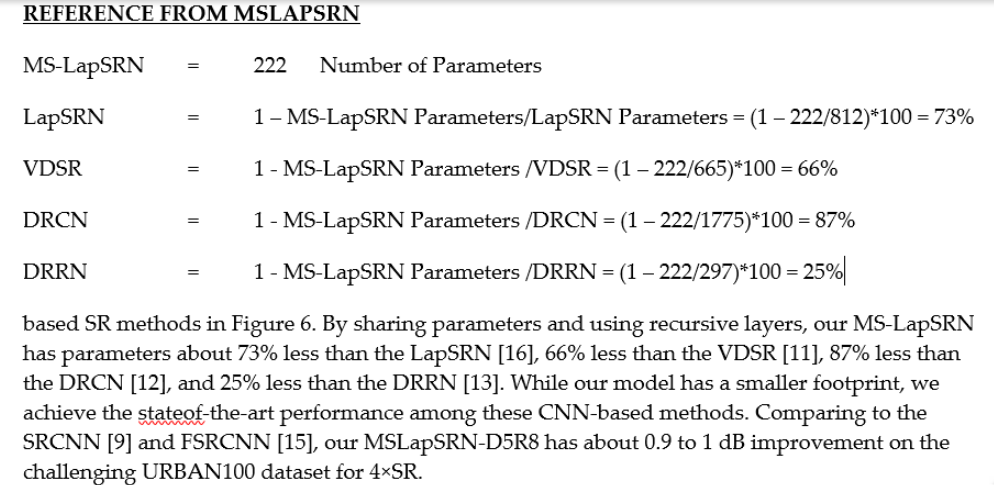 REFERENCE FROM MSLAPSRN
MS-LapSRN = 222 Number of Parameters
LapSRN = 1 – MS-LapSRN Parameters/LapSRN Parameters = (1 – 222/812)*100 = 73%
VDSR = 1 - MS-LapSRN Parameters /VDSR = (1 – 222/665)*100 = 66%
DRCN = 1 - MS-LapSRN Parameters /DRCN = (1 – 222/1775)*100 = 87%
DRRN = 1 - MS-LapSRN Parameters /DRRN = (1 – 222/297)*100 = 25%
based SR methods in Figure 6. By sharing parameters and using recursive layers, our MS-LapSRN
has parameters about 73% less than the LapSRN [16], 66% less than the VDSR [11], 87% less than
the DRCN [12], and 25% less than the DRRN [13]. While our model has a smaller footprint, we
achieve the stateof-the-art performance among these CNN-based methods. Comparing to the
SRCNN [9] and FSRCNN [15], our MSLapSRN-D5R8 has about 0.9 to 1 dB improvement on the
challenging URBAN100 dataset for 4×SR.